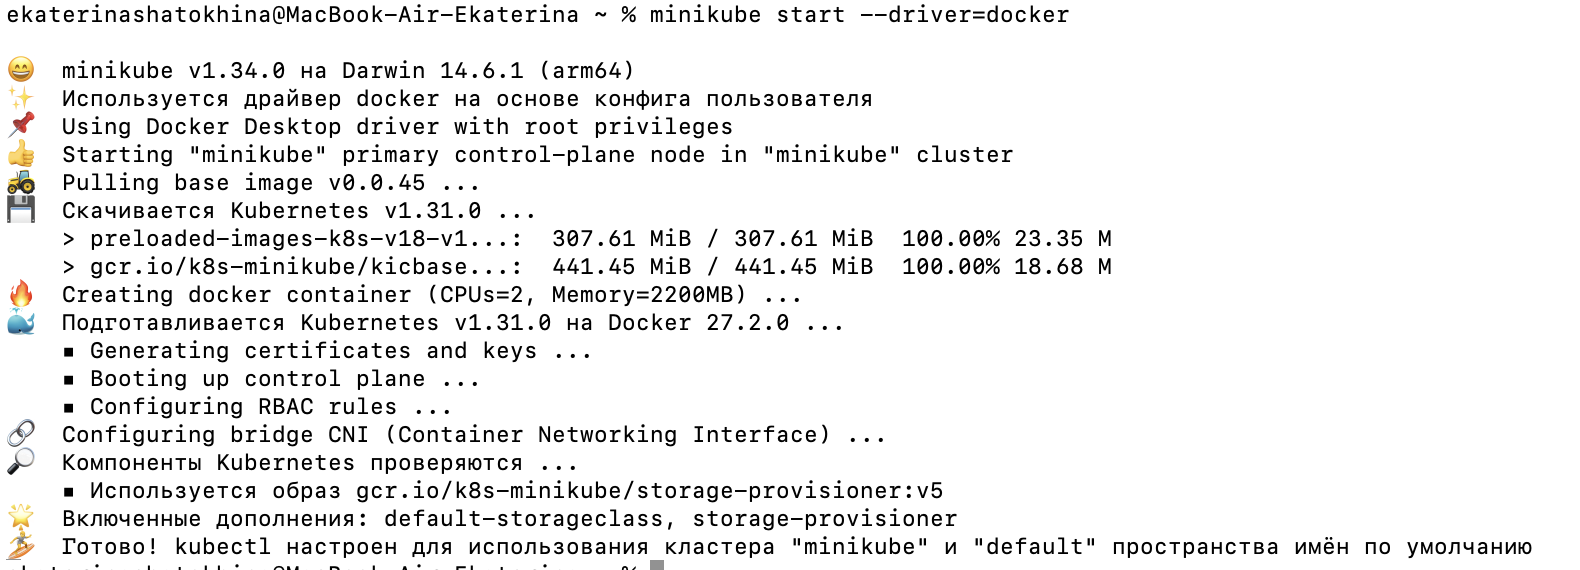 ekaterinashatokhina@MacBook-Air-Ekaterina ~ % minikube start --driver=docker
😄 minikube v1.34.0 на Darwin 14.6.1 (arm64)
✨ Используется драйвер docker на основе конфига пользователя
📌 Using Docker Desktop driver with root privileges
👍 Starting "minikube" primary control-plane node in "minikube" cluster
🚜 Pulling base image v0.0.45 ...
💾 Скачивается Kubernetes v1.31.0 ...
> preloaded-images-k8s-v18-v1...: 307.61 MiB / 307.61 MiB 100.00% 23.35 M
> gcr.io/k8s-minikube/kicbase...: 441.45 MiB / 441.45 MiB 100.00% 18.68 M
🔥 Creating docker container (CPUs=2, Memory=2200MB) ...
🐳 Подготавливается Kubernetes v1.31.0 на Docker 27.2.0 ...
▪ Generating certificates and keys ...
▪ Booting up control plane ...
▪ Configuring RBAC rules ...
🔗 Configuring bridge CNI (Container Networking Interface) ...
🔎 Компоненты Kubernetes проверяются ...
▪ Используется образ gcr.io/k8s-minikube/storage-provisioner:v5
🌟 Включенные дополнения: default-storageclass, storage-provisioner
🏄 Готово! kubectl настроен для использования кластера "minikube" и "default" пространства имён по умолчанию
ekaterinashatokhina@MacBook-Air-Ekaterina ~ %